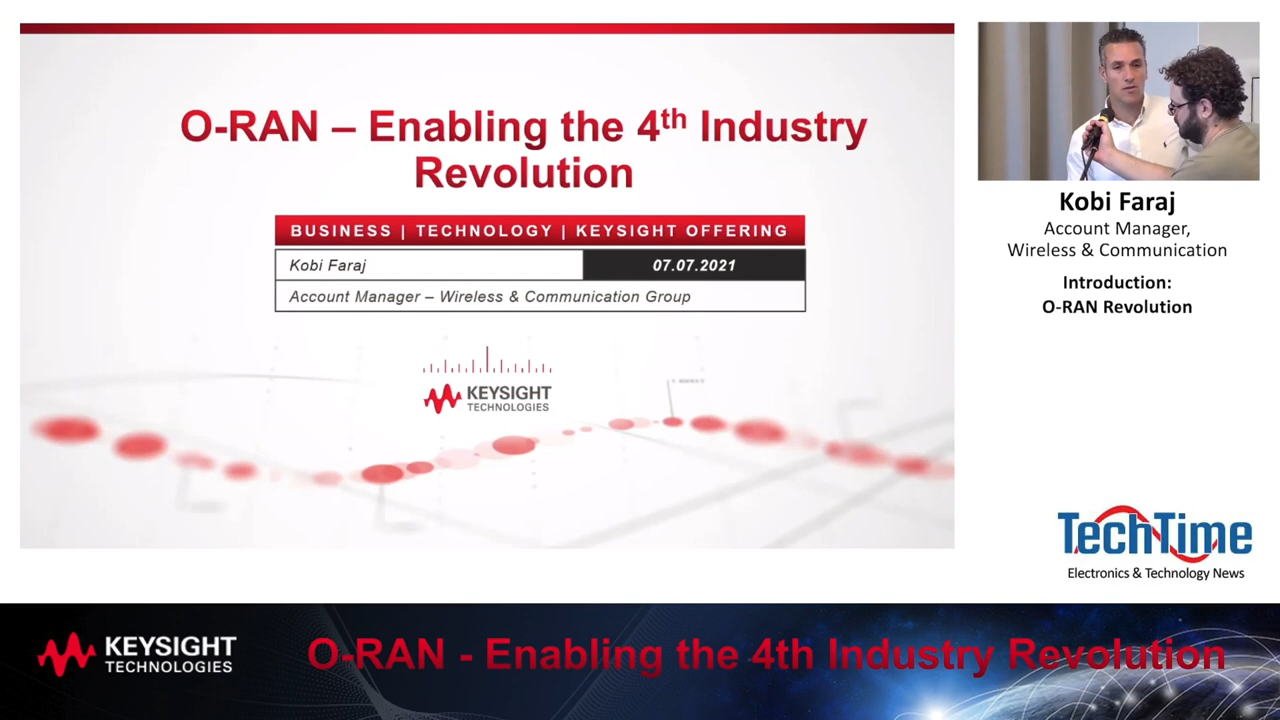 O-RAN – Enabling the 4th Industry
Revolution
BUSINESS | TECHNOLOGY | KEYSIGHT OFFERING
Kobi Faraj
07.07.2021
Account Manager – Wireless & Communication Group
KEYSIGHT
TECHNOLOGIES
Kobi Faraj
Account Manager,
Wireless & Communication
Introduction:
O-RAN Revolution
TechTime
Electronics & Technology News
KEYSIGHT
TECHNOLOGIES
O-RAN - Enabling the 4th Industry Revolution